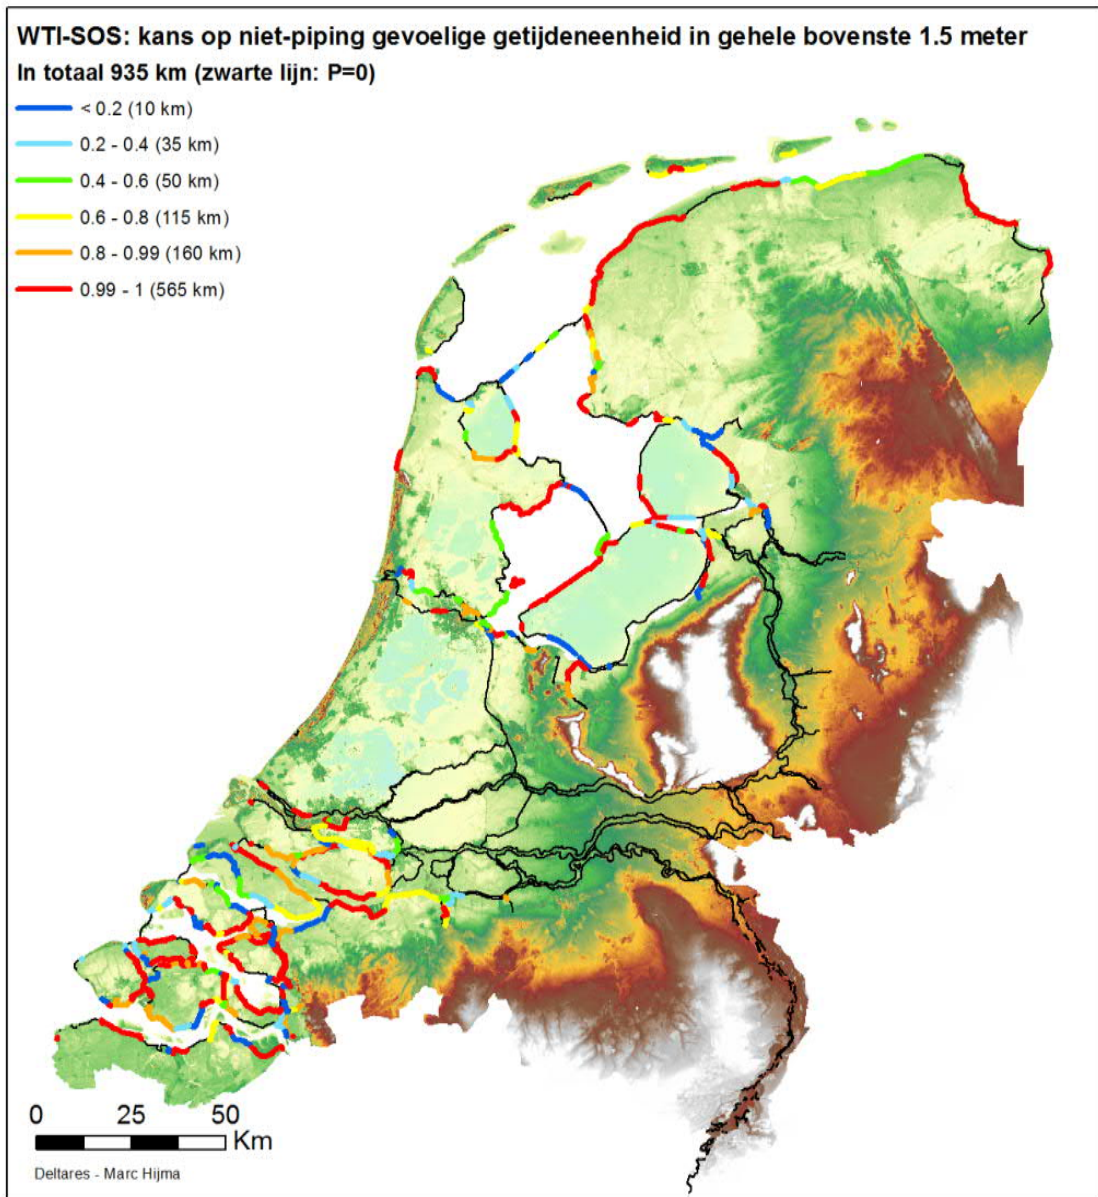 WTI-SOS: kans op niet-piping gevoelige getijdeneenheid in gehele bovenste 1.5 meter
In totaal 935 km (zwarte lijn: P=0)
< 0.2 (10 km)
0.2 - 0.4 (35 km)
0.4 - 0.6 (50 km)
0.6 - 0.8 (115 km)
0.8 - 0.99 (160 km)
0.99 - 1 (565 km)
0 25 50
Km
Deltares - Marc Hijma